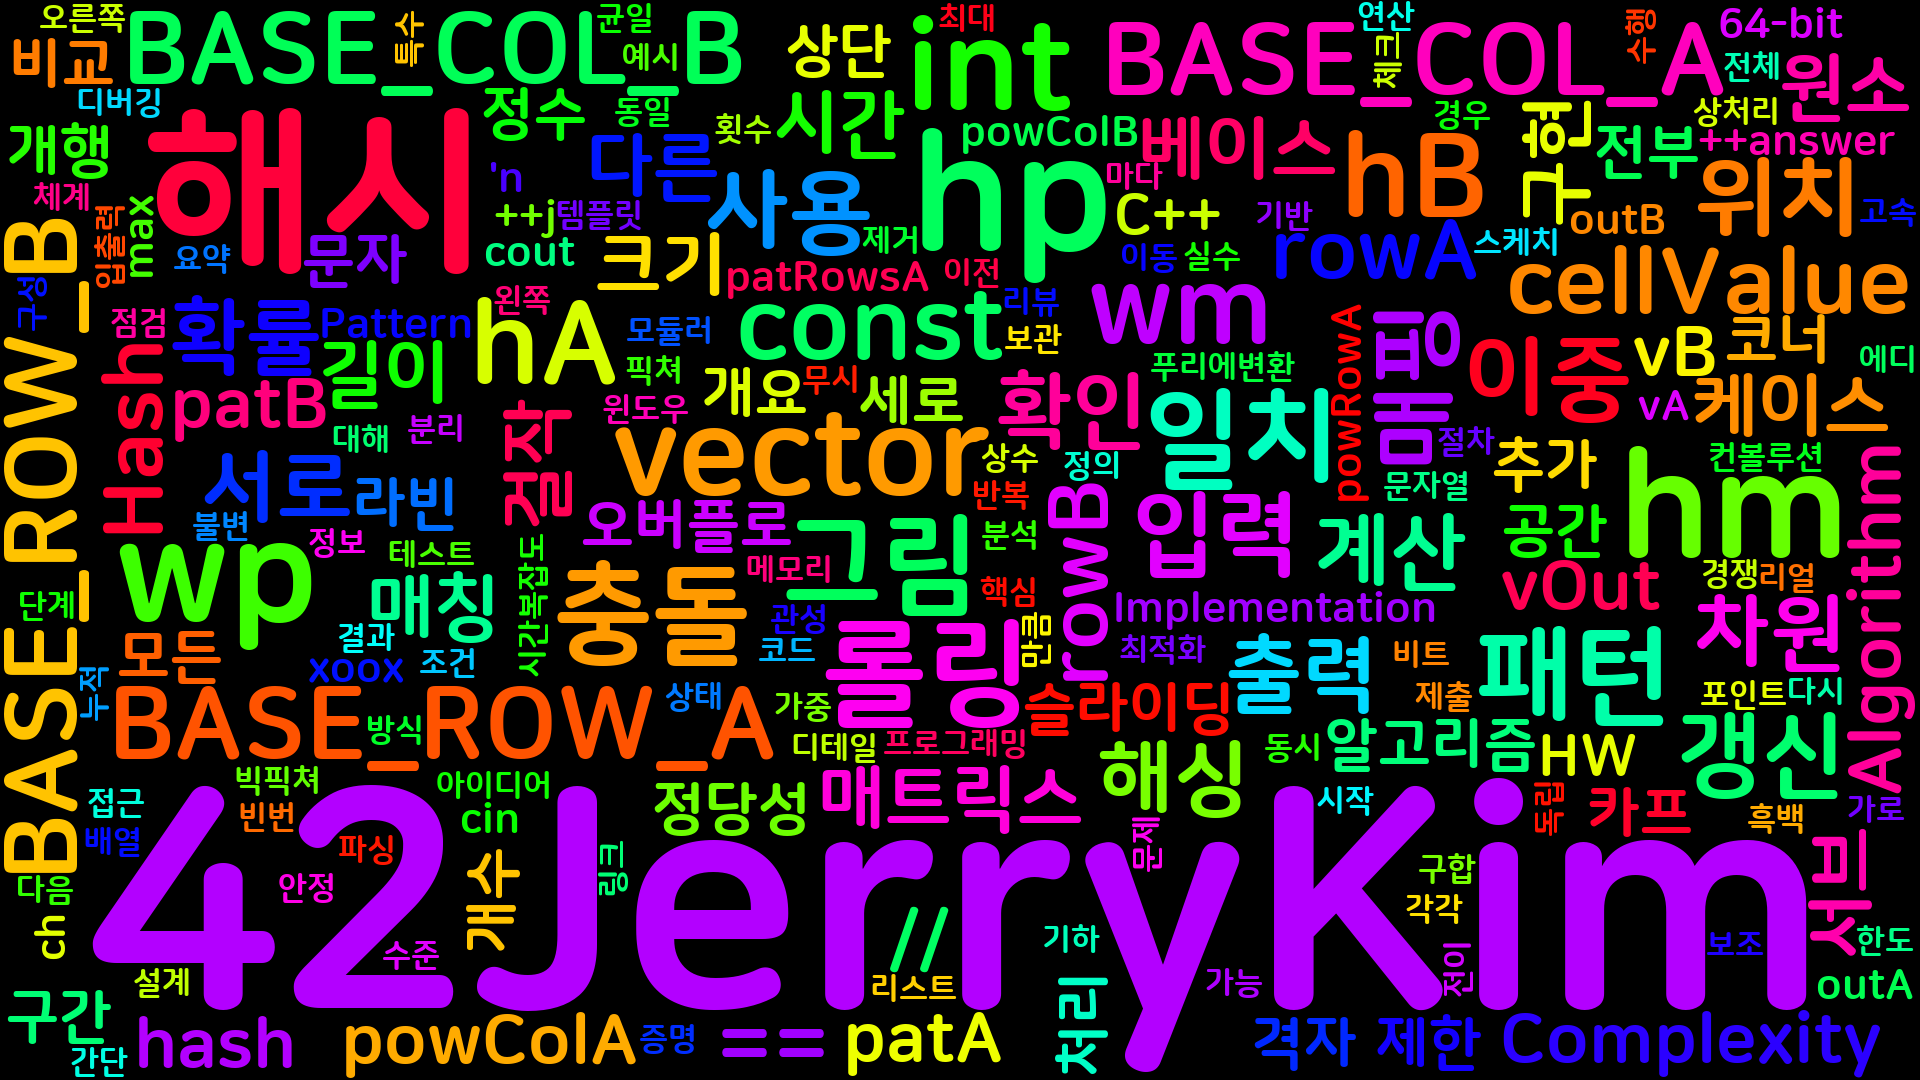 오른쪽 BASE_COL_B 특수 균일 예시 상단 int 최대 BASE_COL_A 연산 체크 수행 64-bit 전체 원소
비교 디버깅 정수 동일 횟수 시간 powColB 베이스 경우 구현 전부 상처리 ++answer
개행 해시 다른 hp hB 위치
체계 입출력 max 'n ++j 템플릿 사용 제거 마다 C++ 기반 outB 고속
BASE_ROW_B 구성 요약 문자 cout 크기 patRowsA 이전 이동 실수 rowA 스케치 cellValue
점검 확률 Pattern 왼쪽 hA 모듈러 const 리뷰 보관 wm powRowA 폭 이중 vB 코너 에디
Hash patB 길이 픽쳐 개요 무시 세로 확인 푸리에변환 vA 케이스
대해 분리 걸작 윈도우 vector 상수 정의 일치 돔 절차 추가 컨볼루션
서로 라빈 반복 문자열 hm Algorithm
불변 정보 테스트 시간복잡도 오버플로 그림 분석 rowB 입력 계산 공간
단계 wp 매칭 충돌 메모리 핵심 Implementation vOut 경쟁 리얼
모든 결과 xoox 조건 관성 코드 롤링 만큼 최적화 출력 비트 패턴 차원
누적 BASE_ROW_A 방식 상태 가중 슬라이딩 제출 포인트 다시
디테일 프로그래밍 해싱 동시 알고리즘 HW 갱신
접근 빅픽쳐 아이디어 정당성 매트릭스 시작 독립 카프 흑백 가로
배열 빈번 파싱 cin 문제
42JerryKim
다음 안정 개수 링크 // 구합 각각 서브
ch 수준 기하 전이 보조 한도
설계 리스트 처리 가능 outA
구간 간단 hash powColA 증명 == patA 격자 제한 Complexity